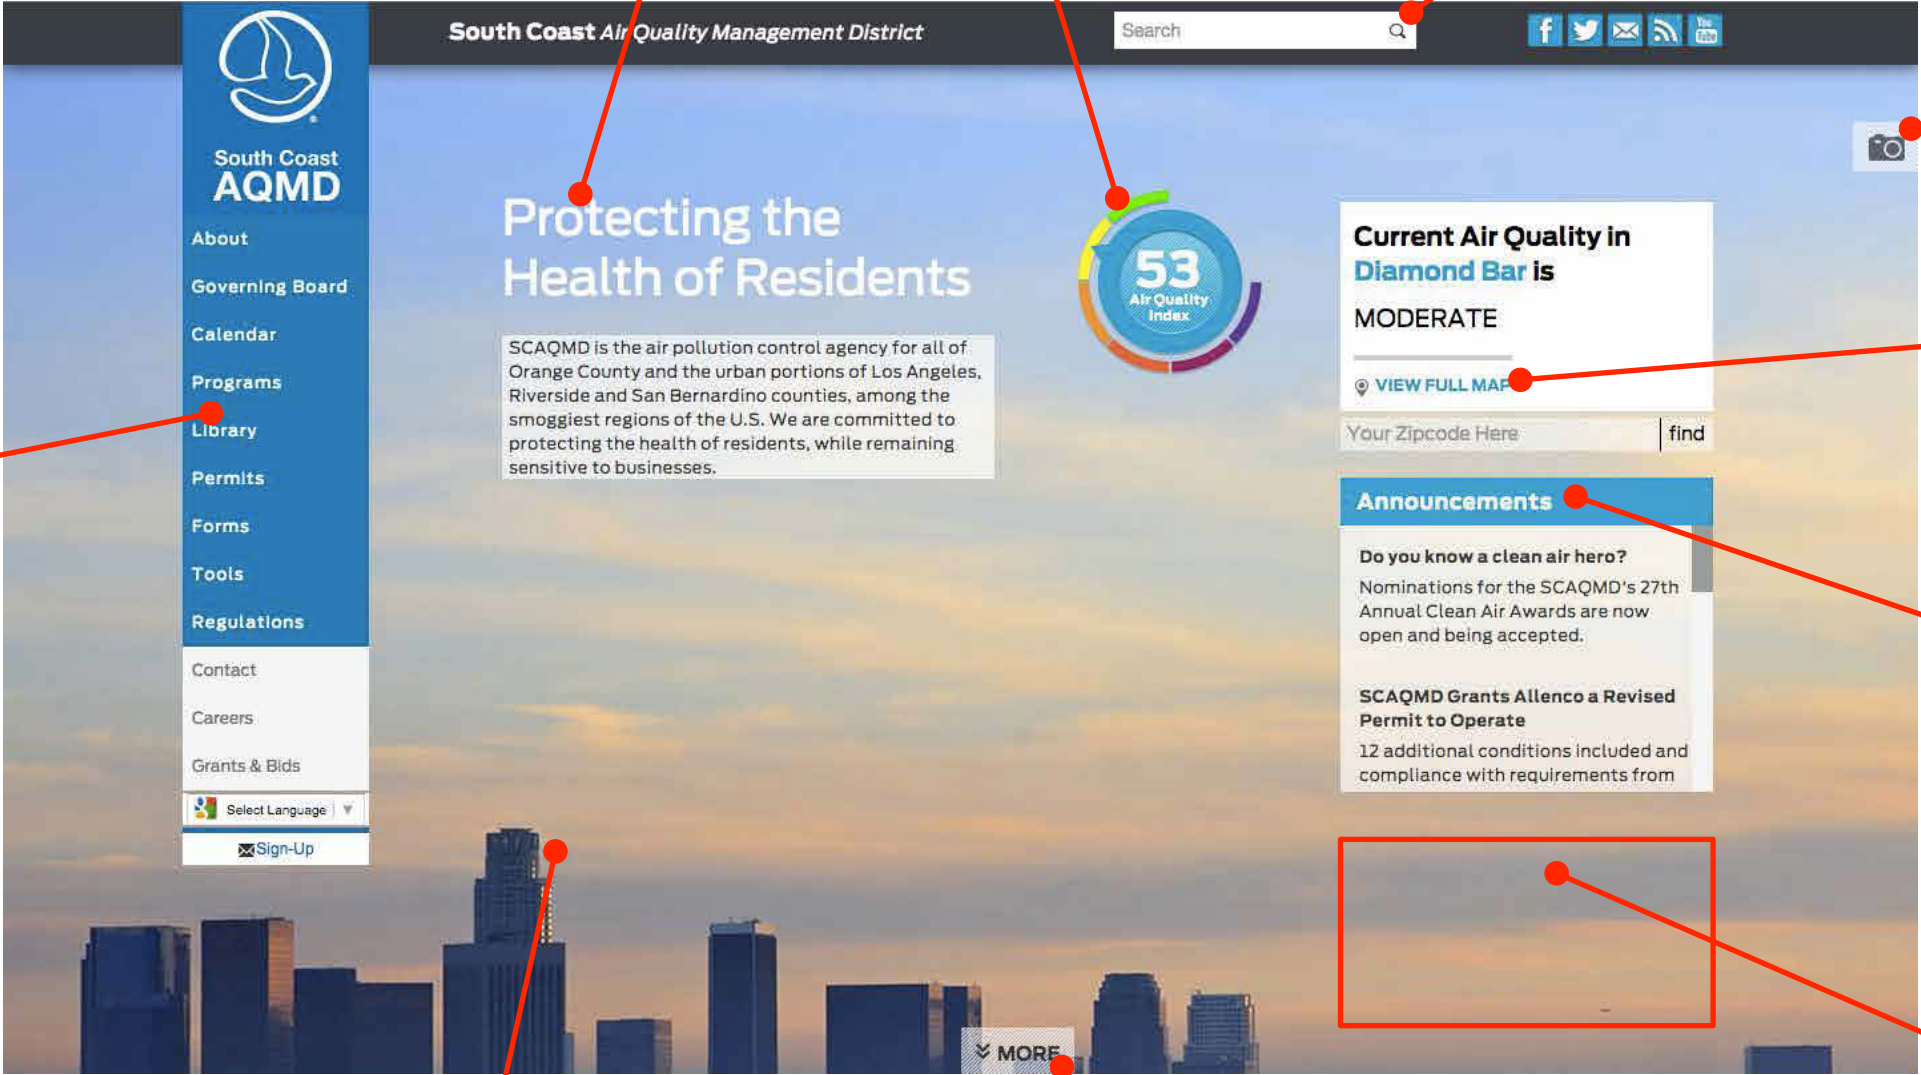 South Coast Air Quality Management District
Search
You
Tube
South Coast
AQMD
About
Governing Board
Calendar
Programs
Library
Permits
Forms
Tools
Regulations
Contact
Careers
Grants & Bids
Select Language
Sign-Up
Protecting the
Health of Residents
SCAQMD is the air pollution control agency for all of
Orange County and the urban portions of Los Angeles,
Riverside and San Bernardino counties, among the
smoggiest regions of the U.S. We are committed to
protecting the health of residents, while remaining
sensitive to businesses.
53
Air Quality
Index
Current Air Quality in
Diamond Bar is
MODERATE
VIEW FULL MAP
Your Zipcode Here find
Announcements
Do you know a clean air hero?
Nominations for the SCAQMD's 27th
Annual Clean Air Awards are now
open and being accepted.
SCAQMD Grants Allenco a Revised
Permit to Operate
12 additional conditions included and
compliance with requirements from
MORE